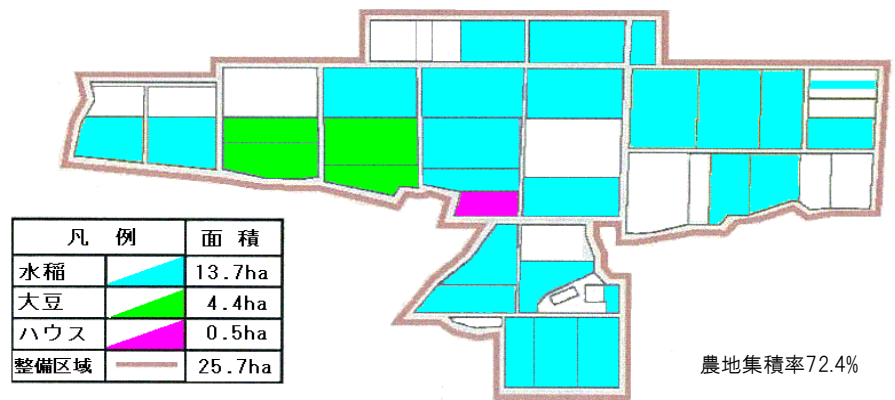 凡 例 面 積
水稲 13.7ha
大豆 4.4ha
ハウス 0.5ha
整備区域 25.7ha
農地集積率72.4%